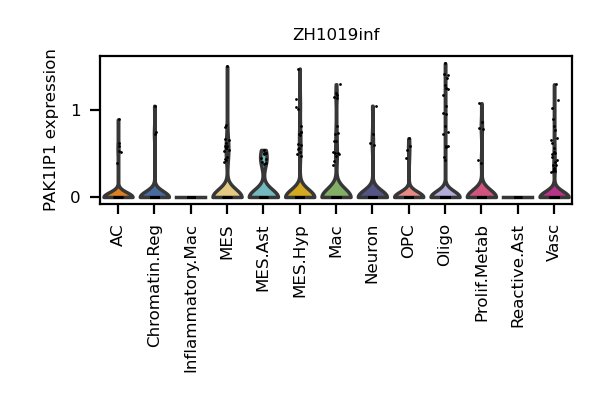 ZH1019inf
PAK1IP1 expression
1
0
AC
Chromatin.Reg
Inflammatory.Mac
MES
MES.Ast
MES.Hyp
Mac
Neuron
OPC
Oligo
Prolif.Metab
Reactive.Ast
Vasc